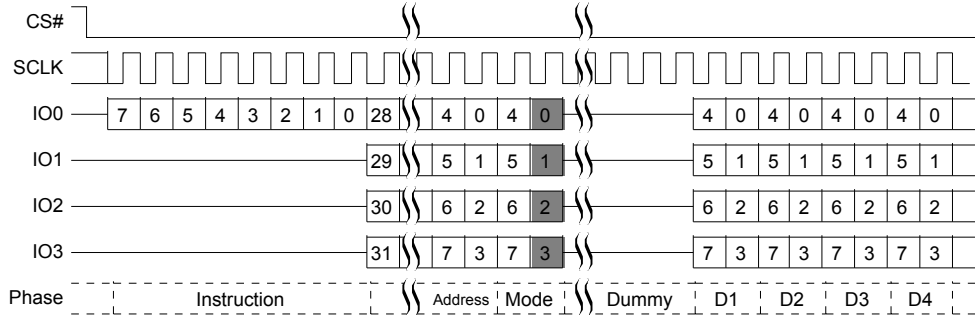 CS#
SCLK
IO0 7 6 5 4 3 2 1 0 28 4 0 4 0 4 0 4 0 4 0 4 0
IO1 29 5 1 5 1 5 1 5 1 5 1 5 1
IO2 30 6 2 6 2 6 2 6 2 6 2 6 2
IO3 31 7 3 7 3 7 3 7 3 7 3 7 3
Phase Instruction Address Mode Dummy D1 D2 D3 D4